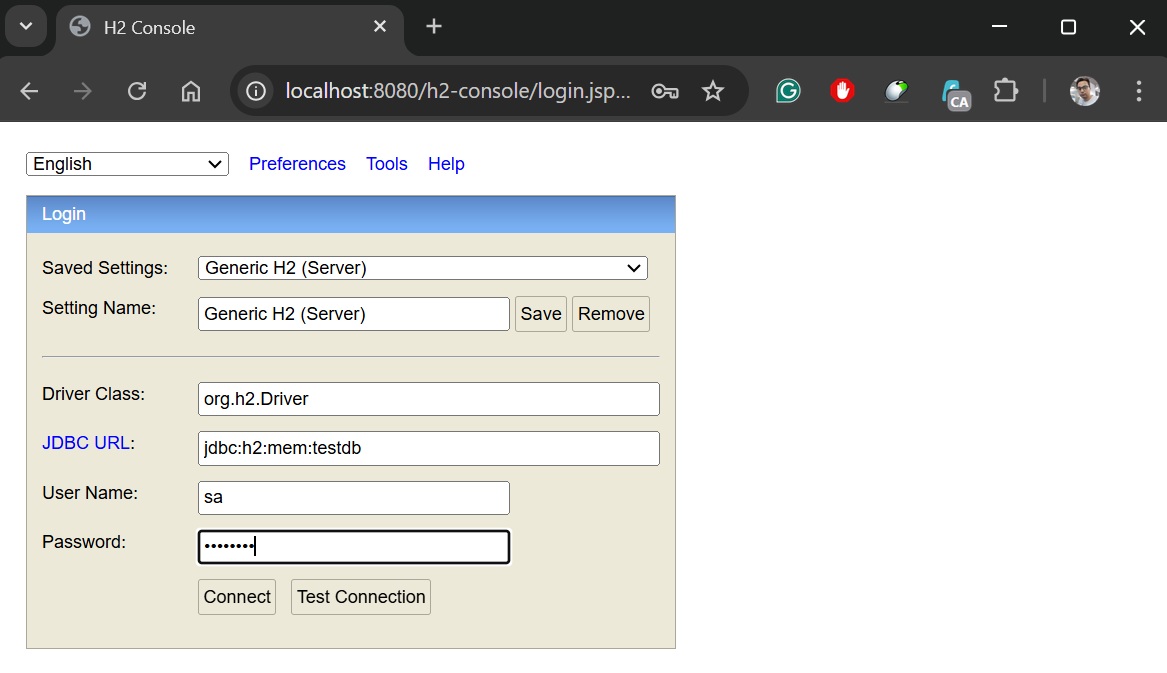 H2 Console
localhost:8080/h2-console/login.jsp...
CA
English Preferences Tools Help
Login
Saved Settings: Generic H2 (Server)
Setting Name: Generic H2 (Server) Save Remove
Driver Class: org.h2.Driver
JDBC URL: jdbc:h2:mem:testdb
User Name: sa
Password: ••••••••
Connect Test Connection